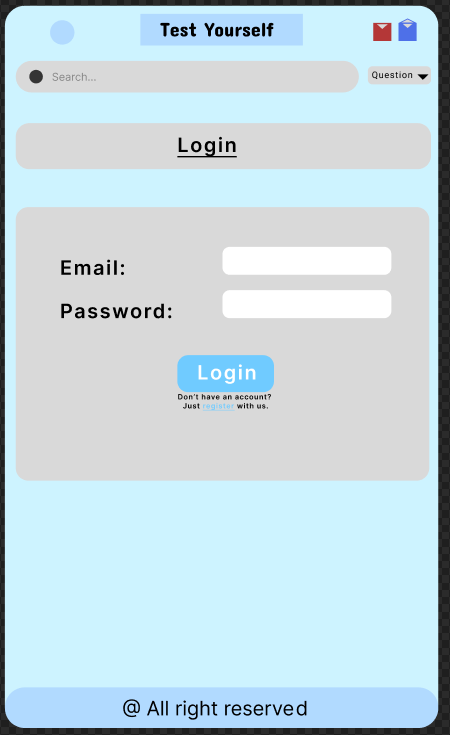 Test Yourself
Search...
Question
Login
Email:
Password:
Login
Don't have an account?
Just register with us.
@ All right reserved